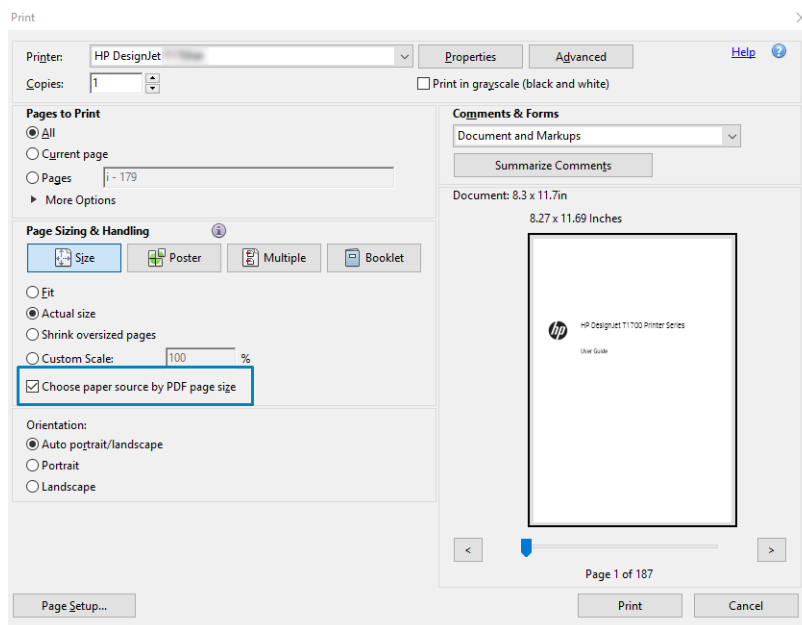 Print
Printer: HP DesignJet Properties Advanced Help
Copies: 1 Print in grayscale (black and white)
Pages to Print
All
Current page
Pages i - 179
More Options
Page Sizing & Handling
Size Poster Multiple Booklet
Fit
Actual size
Shrink oversized pages
Custom Scale: 100 %
Choose paper source by PDF page size
Orientation:
Auto portrait/landscape
Portrait
Landscape
Comments & Forms
Document and Markups
Summarize Comments
Document: 8.3 x 11.7in
8.27 x 11.69 Inches
hp
HP DesignJet T1700 Printer Series
User Guide
< >
Page 1 of 187
Page Setup... Print Cancel